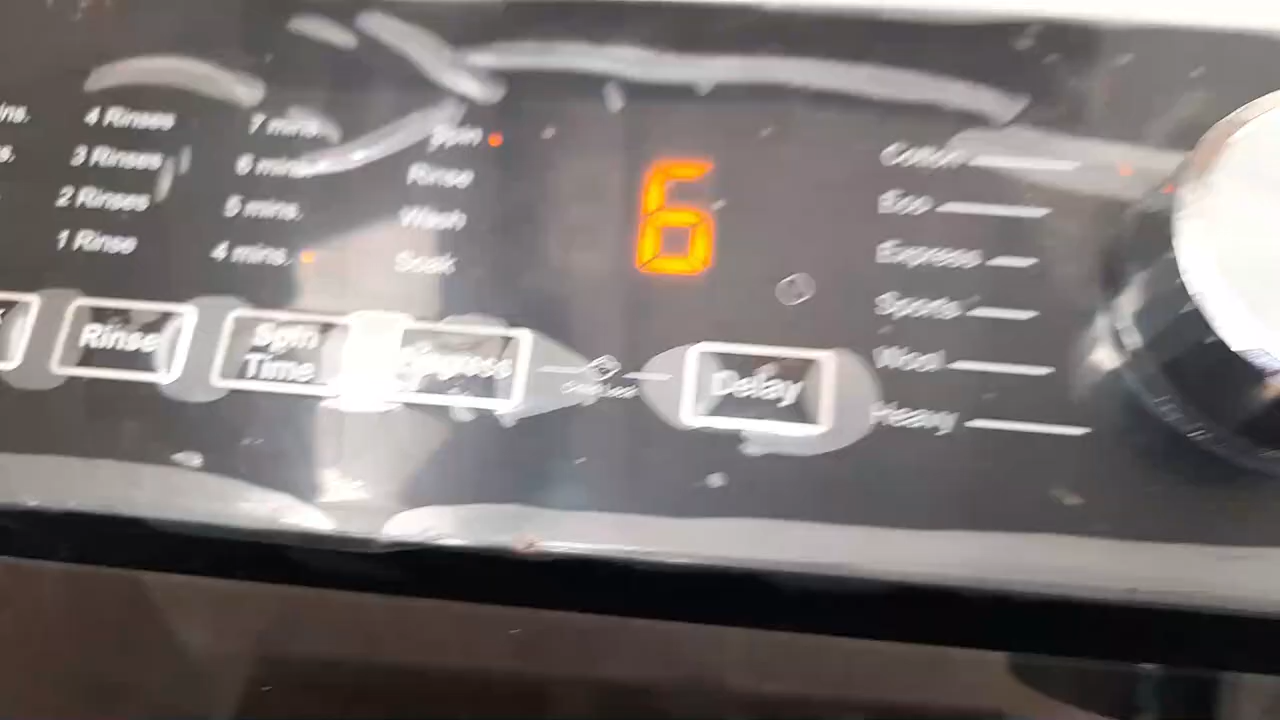 ins.
4 Rinses
3 Rinses
2 Rinses
1 Rinse
7 mins.
6 mins.
5 mins.
4 mins.
Spin
Rinse
Wash
Soak
6
Cotton
Eco
Express
Sports
Wool
Heavy
Rinse
Spin
Time
Delay